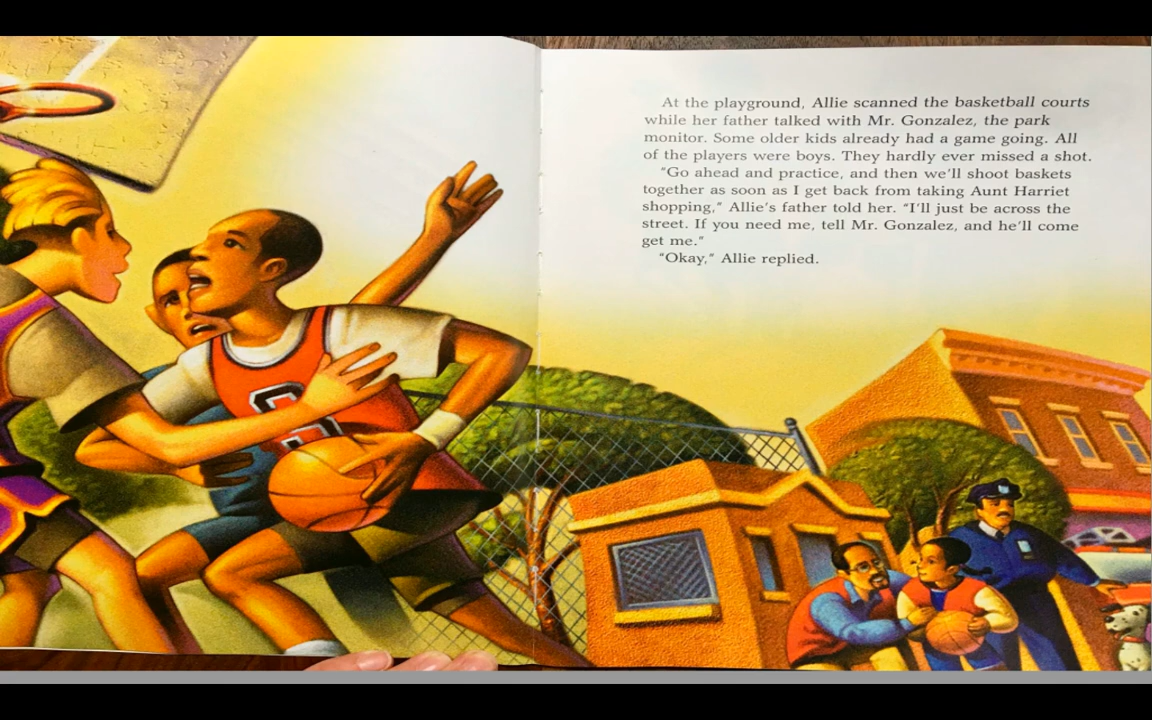 At the playground, Allie scanned the basketball courts
while her father talked with Mr. Gonzalez, the park
monitor. Some older kids already had a game going. All
of the players were boys. They hardly ever missed a shot.
"Go ahead and practice, and then we'll shoot baskets
together as soon as I get back from taking Aunt Harriet
shopping," Allie's father told her. "I'll just be across the
street. If you need me, tell Mr. Gonzalez, and he'll come
get me."
"Okay," Allie replied.